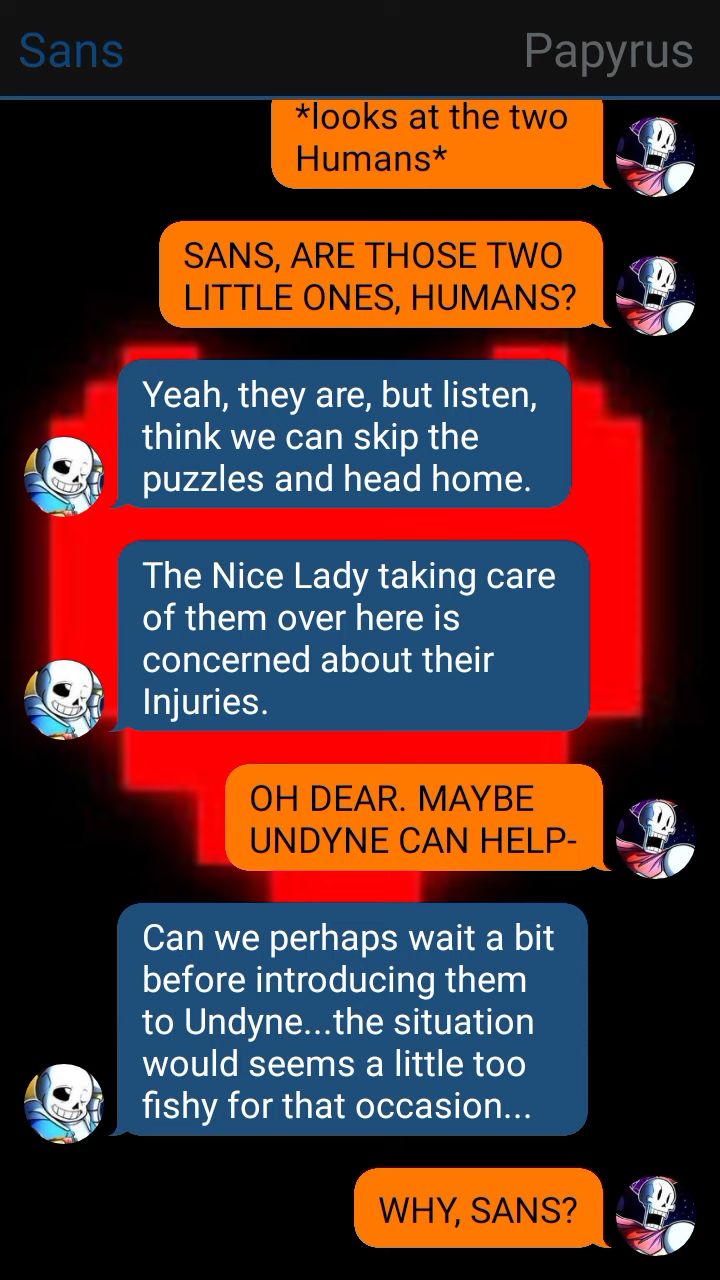 Sans
Papyrus
*looks at the two
Humans*
SANS, ARE THOSE TWO
LITTLE ONES, HUMANS?
Yeah, they are, but listen,
think we can skip the
puzzles and head home.
The Nice Lady taking care
of them over here is
concerned about their
Injuries.
OH DEAR. MAYBE
UNDYNE CAN HELP-
Can we perhaps wait a bit
before introducing them
to Undyne...the situation
would seems a little too
fishy for that occasion...
WHY, SANS?